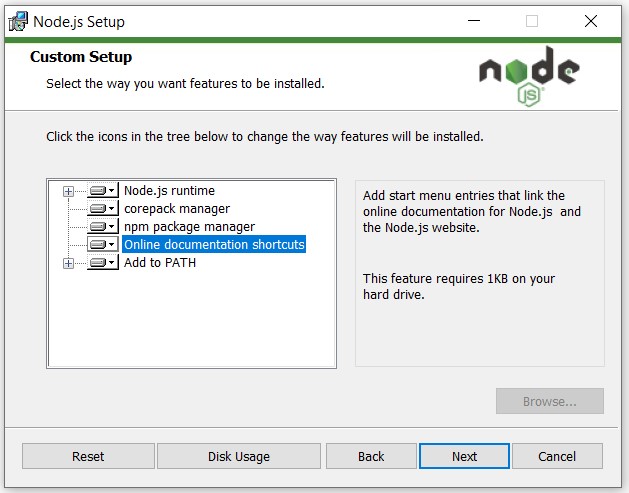 Node.js Setup
Custom Setup
Select the way you want features to be installed.
node
JS
Click the icons in the tree below to change the way features will be installed.
Node.js runtime
corepack manager
npm package manager
Online documentation shortcuts
Add to PATH
Add start menu entries that link the
online documentation for Node.js and
the Node.js website.
This feature requires 1KB on your
hard drive.
Browse...
Reset
Disk Usage
Back
Next
Cancel